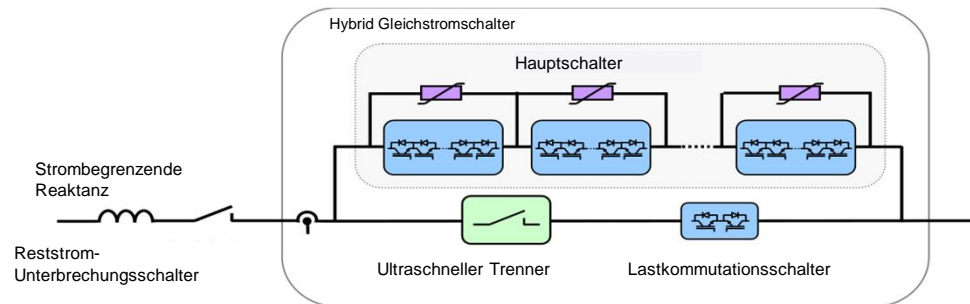 Hybrid Gleichstromschalter
Hauptschalter
Strombegrenzende
Reaktanz
Reststrom-
Unterbrechungsschalter
Ultraschneller Trenner
Lastkommutationsschalter